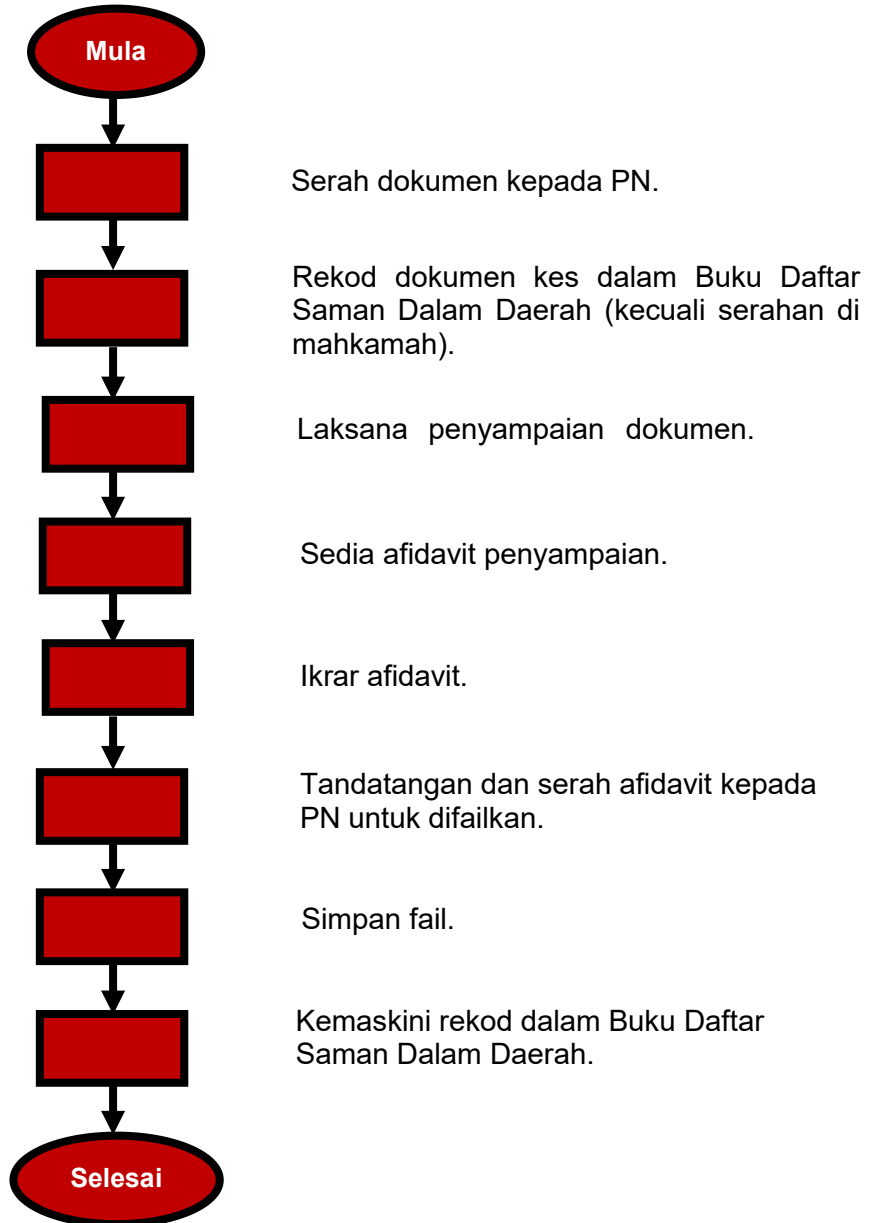 Mula
Serah dokumen kepada PN.
Rekod dokumen kes dalam Buku Daftar
Saman Dalam Daerah (kecuali serahan di
mahkamah).
Laksana penyampaian dokumen.
Sedia afidavit penyampaian.
Ikrar afidavit.
Tandatangan dan serah afidavit kepada
PN untuk difailkan.
Simpan fail.
Kemaskini rekod dalam Buku Daftar
Saman Dalam Daerah.
Selesai